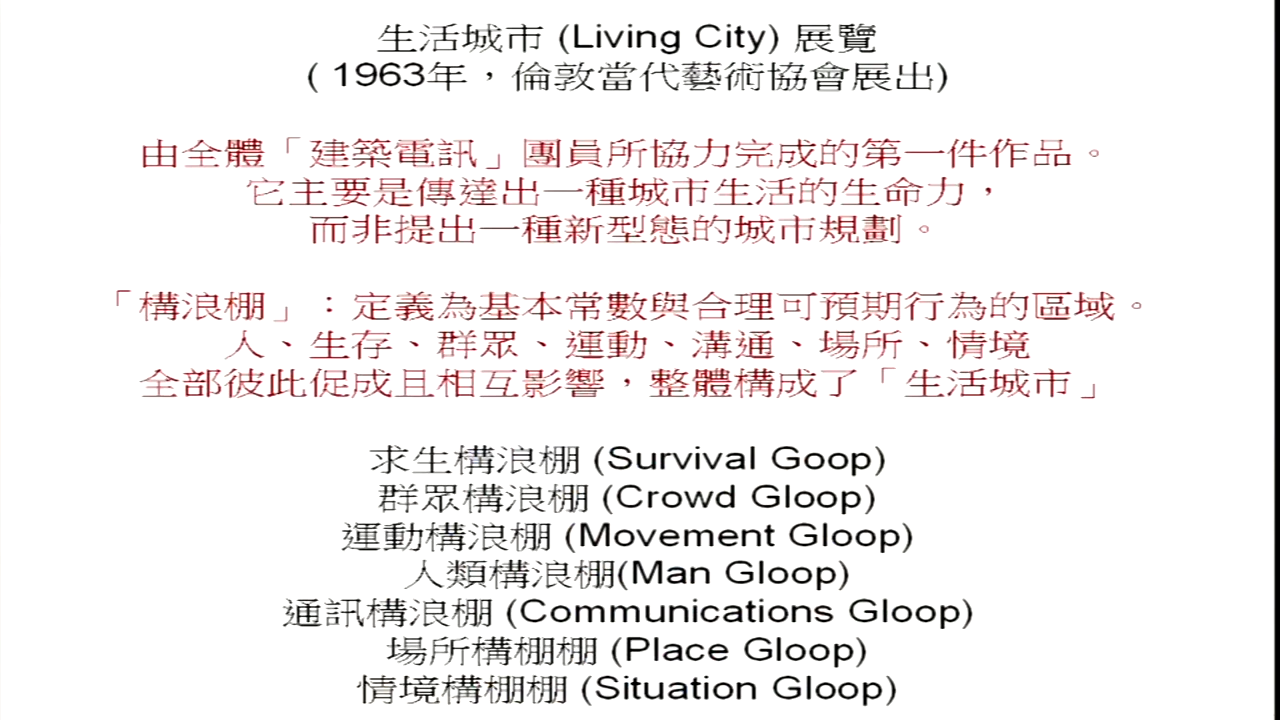 生活城市 (Living City) 展覽
( 1963年，倫敦當代藝術協會展出)
由全體「建築電訊」團員所協力完成的第一件作品。
它主要是傳達出一種城市生活的生命力，
而非提出一種新型態的城市規劃。
「構浪棚」：定義為基本常數與合理可預期行為的區域。
人、生存、群眾、運動、溝通、場所、情境
全部彼此促成且相互影響，整體構成了「生活城市」
求生構浪棚 (Survival Goop)
群眾構浪棚 (Crowd Gloop)
運動構浪棚 (Movement Gloop)
人類構浪棚(Man Gloop)
通訊構浪棚 (Communications Gloop)
場所構棚棚 (Place Gloop)
情境構棚棚 (Situation Gloop)